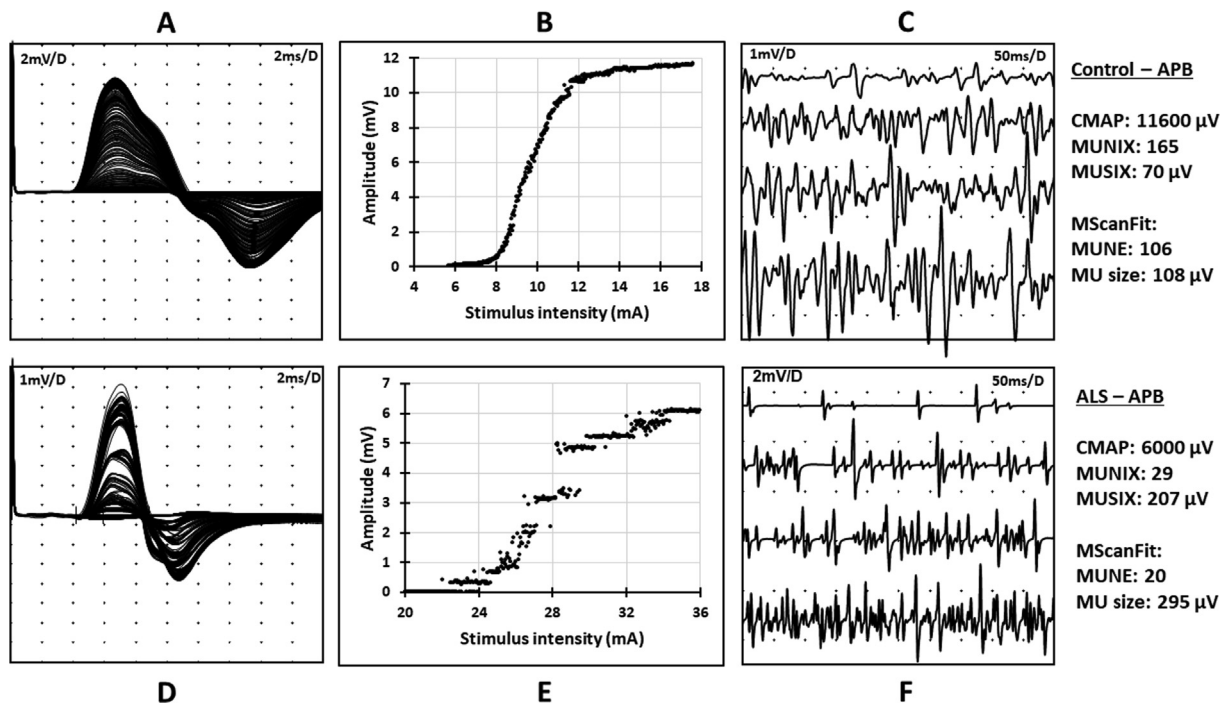 A
B
C
2mV/D 2ms/D
12
10
8
6
4
2
0
Amplitude (mV)
4 6 8 10 12 14 16 18
Stimulus intensity (mA)
1mV/D 50ms/D
Control – APB
CMAP: 11600 µV
MUNIX: 165
MUSIX: 70 µV
MScanFit:
MUNE: 106
MU size: 108 µV
1mV/D 2ms/D
7
6
5
4
3
2
1
0
Amplitude (mV)
20 24 28 32 36
Stimulus intensity (mA)
2mV/D 50ms/D
ALS – APB
CMAP: 6000 µV
MUNIX: 29
MUSIX: 207 µV
MScanFit:
MUNE: 20
MU size: 295 µV
D
E
F